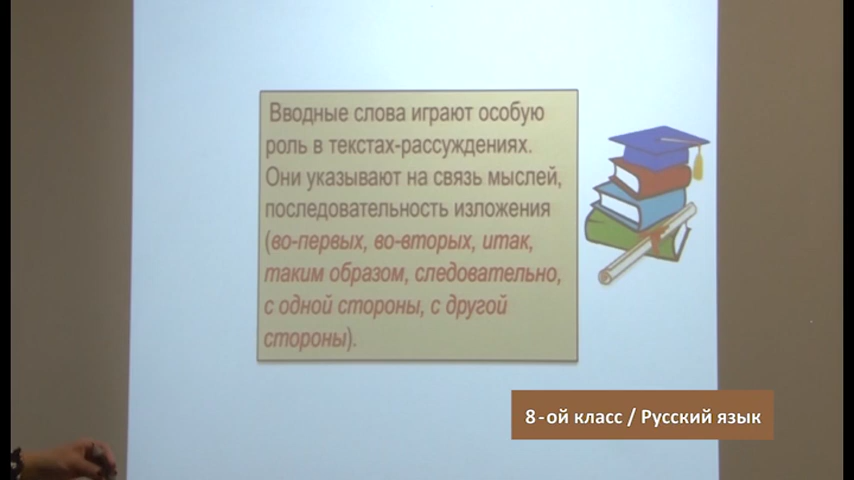 Вводные слова играют особую
роль в текстах-рассуждениях.
Они указывают на связь мыслей,
последовательность изложения
(во-первых, во-вторых, итак,
таким образом, следовательно,
с одной стороны, с другой
стороны).
8-ой класс / Русский язык